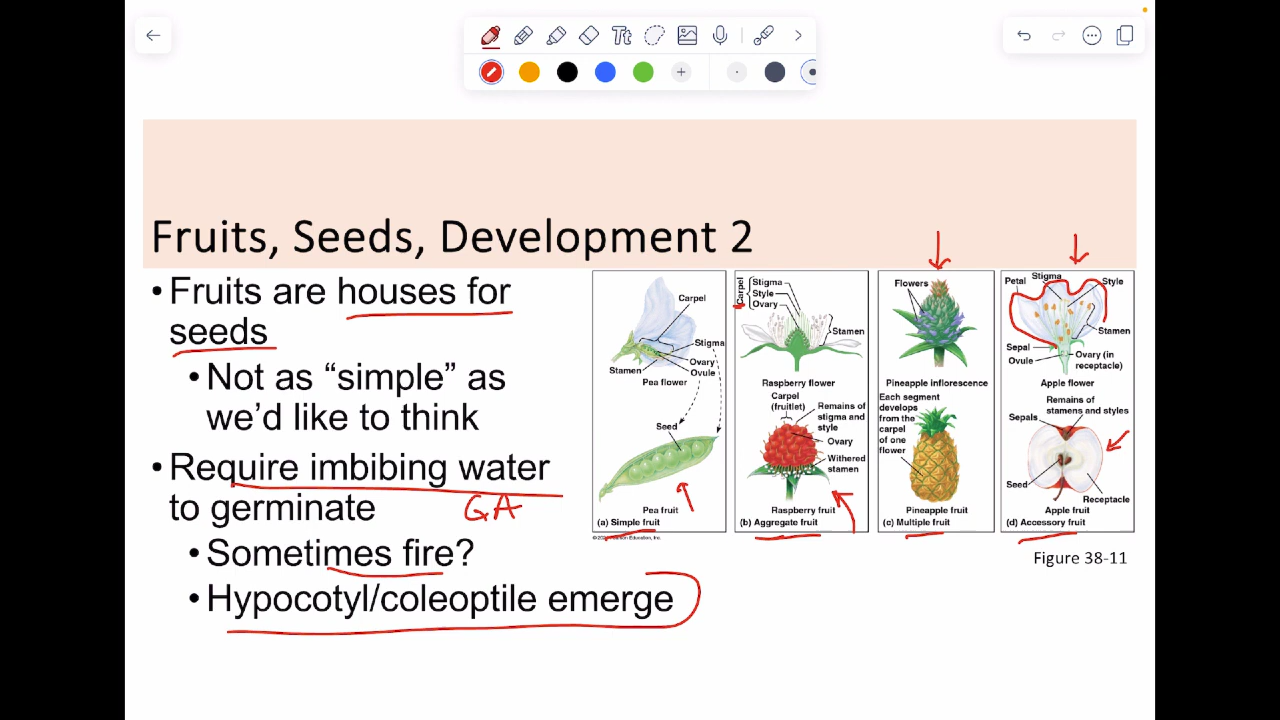 Fruits, Seeds, Development 2
• Fruits are houses for
seeds
• Not as “simple” as
we’d like to think
• Require imbibing water
to germinate
GA
• Sometimes fire?
• Hypocotyl/coleoptile emerge
Carpel
Stigma
Ovary
Stamen
Ovule
Pea flower
Seed
Pea fruit
(a) Simple fruit
Carpel
Stigma
Style
Ovary
Stamen
Raspberry flower
Carpel
(fruitlet)
Remains of
stigma and
style
Ovary
Withered
stamen
Raspberry fruit
(b) Aggregate fruit
Flowers
Pineapple inflorescence
Each segment
develops
from the
carpel
of one
flower
Pineapple fruit
(c) Multiple fruit
Petal
Stigma
Style
Stamen
Sepal
Ovule
Ovary (in
receptacle)
Apple flower
Remains of
stamens and styles
Sepals
Seed
Receptacle
Apple fruit
(d) Accessory fruit
Education, Inc.
Figure 38-11
Tt